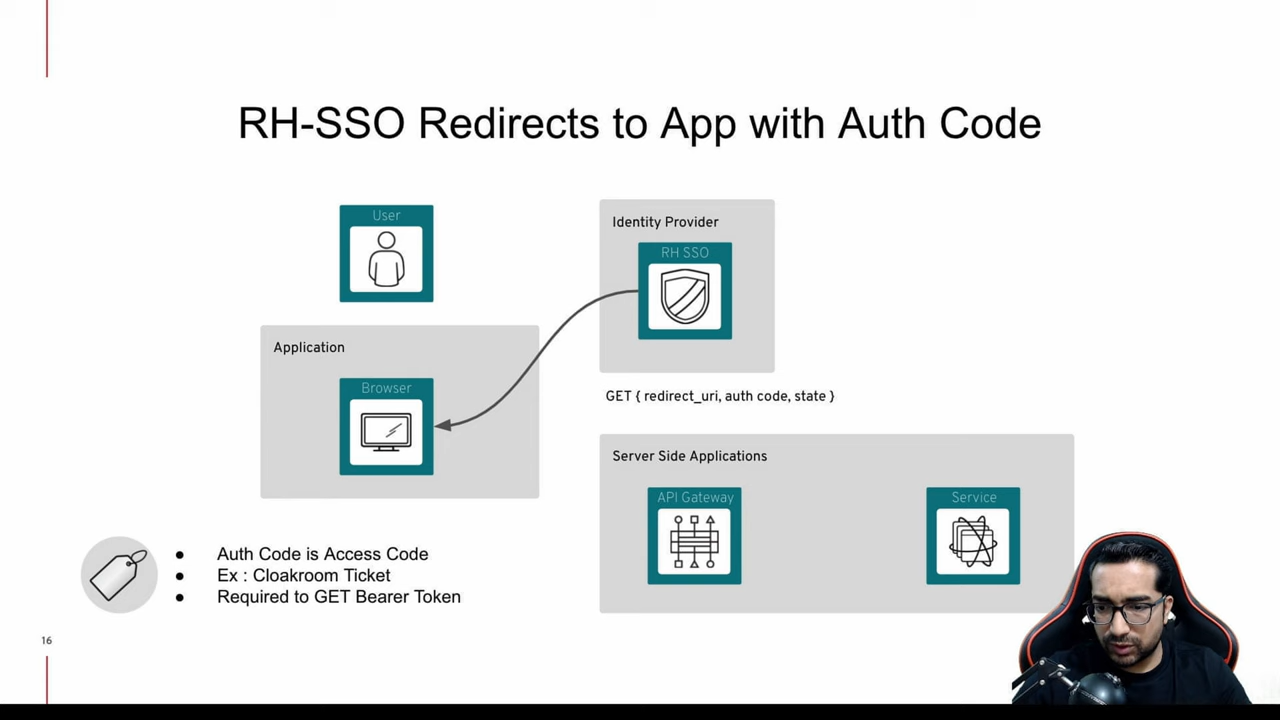 RH-SSO Redirects to App with Auth Code
User
Identity Provider
RH SSO
Application
Browser
GET { redirect_uri, auth code, state }
Server Side Applications
API Gateway
Service
● Auth Code is Access Code
● Ex : Cloakroom Ticket
● Required to GET Bearer Token
16